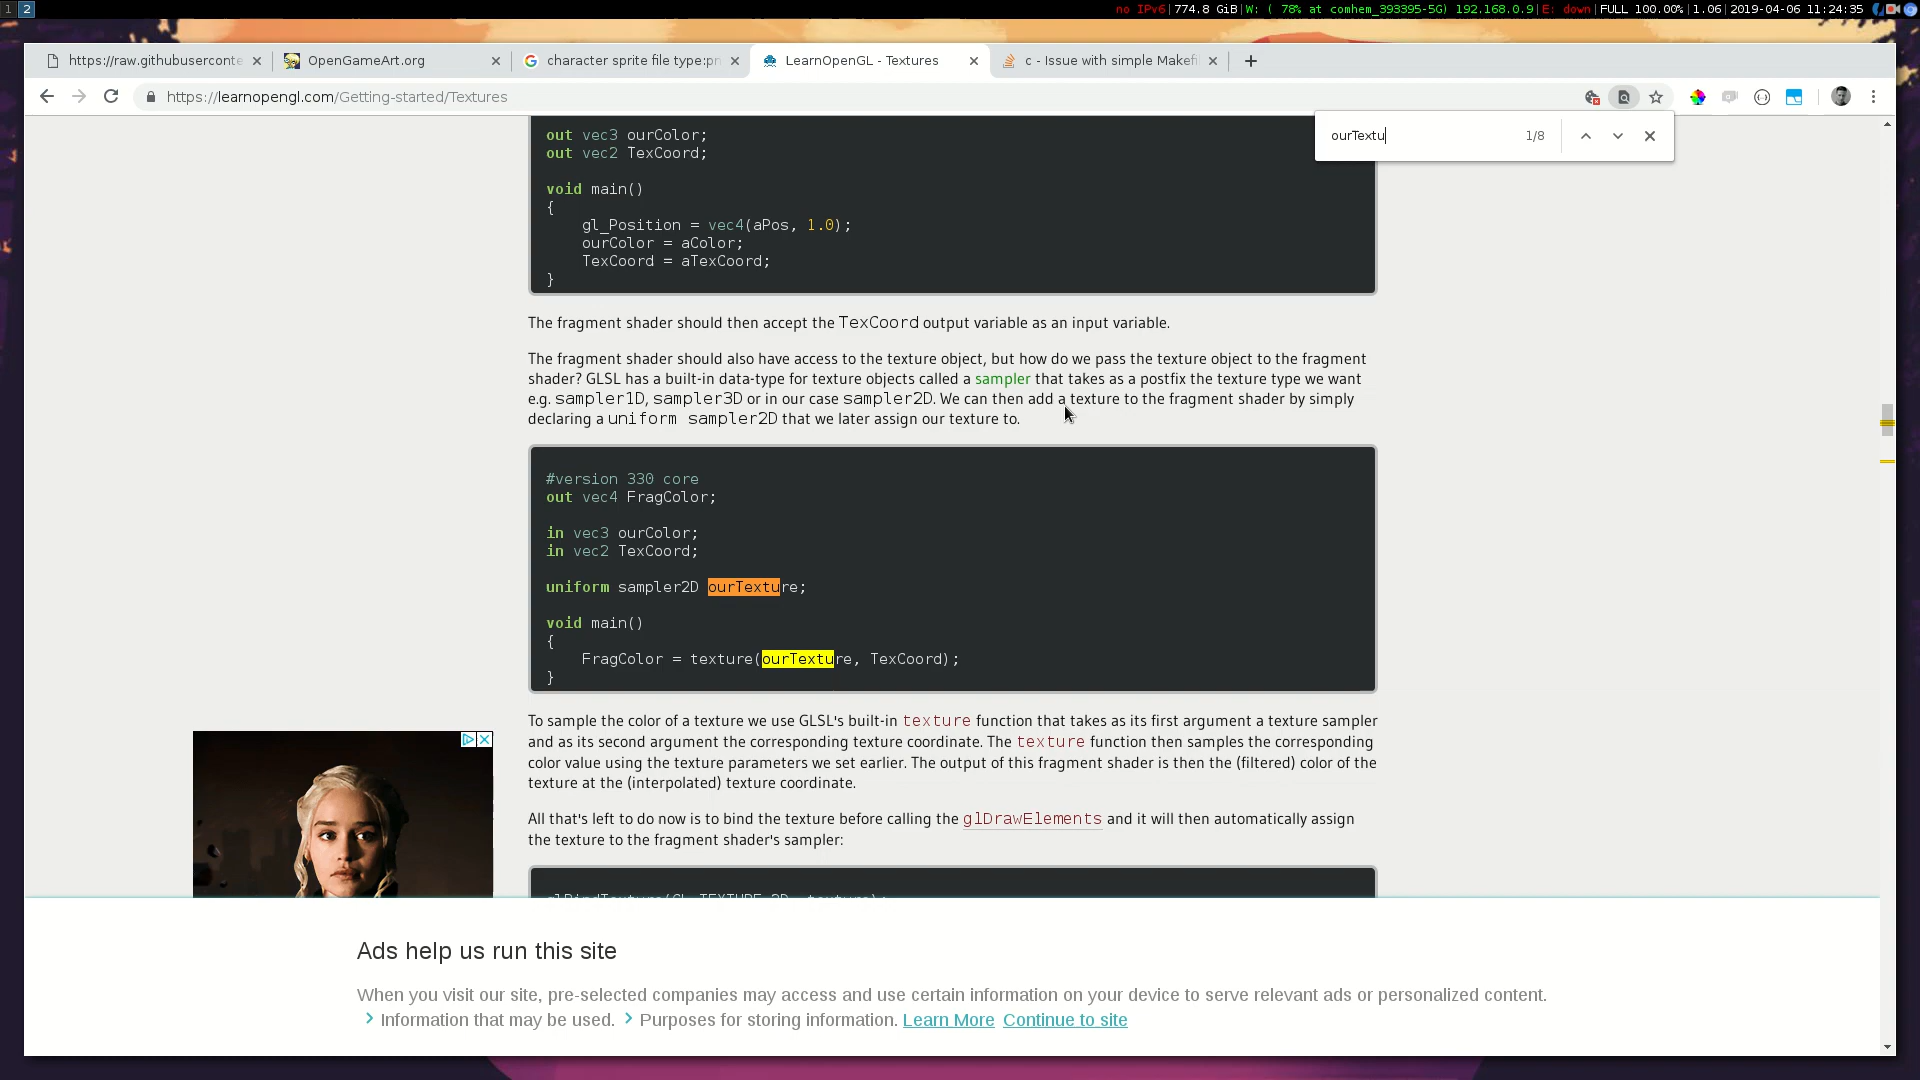 1 2 no IPv6|774.8 GiB|W: ( 78% at comhem_393395-5G) 192.168.0.9|E: down|FULL 100.00%|1.06|2019-04-06 11:24:35
https://raw.githubuserconte OpenGameArt.org character sprite file type:pn LearnOpenGL - Textures c - Issue with simple Makefi
https://learnopengl.com/Getting-started/Textures
ourTextu 1/8
out vec3 ourColor;
out vec2 TexCoord;
void main()
{
gl_Position = vec4(aPos, 1.0);
ourColor = aColor;
TexCoord = aTexCoord;
}
The fragment shader should then accept the TexCoord output variable as an input variable.
The fragment shader should also have access to the texture object, but how do we pass the texture object to the fragment
shader? GLSL has a built-in data-type for texture objects called a sampler that takes as a postfix the texture type we want
e.g. sampler1D, sampler3D or in our case sampler2D. We can then add a texture to the fragment shader by simply
declaring a uniform sampler2D that we later assign our texture to.
#version 330 core
out vec4 FragColor;
in vec3 ourColor;
in vec2 TexCoord;
uniform sampler2D ourTexture;
void main()
{
FragColor = texture(ourTexture, TexCoord);
}
To sample the color of a texture we use GLSL's built-in texture function that takes as its first argument a texture sampler
and as its second argument the corresponding texture coordinate. The texture function then samples the corresponding
color value using the texture parameters we set earlier. The output of this fragment shader is then the (filtered) color of the
texture at the (interpolated) texture coordinate.
All that's left to do now is to bind the texture before calling the glDrawElements and it will then automatically assign
the texture to the fragment shader's sampler:
glBindTexture(GL_TEXTURE_2D, texture);
Ads help us run this site
When you visit our site, pre-selected companies may access and use certain information on your device to serve relevant ads or personalized content.
Information that may be used. Purposes for storing information. Learn More Continue to site